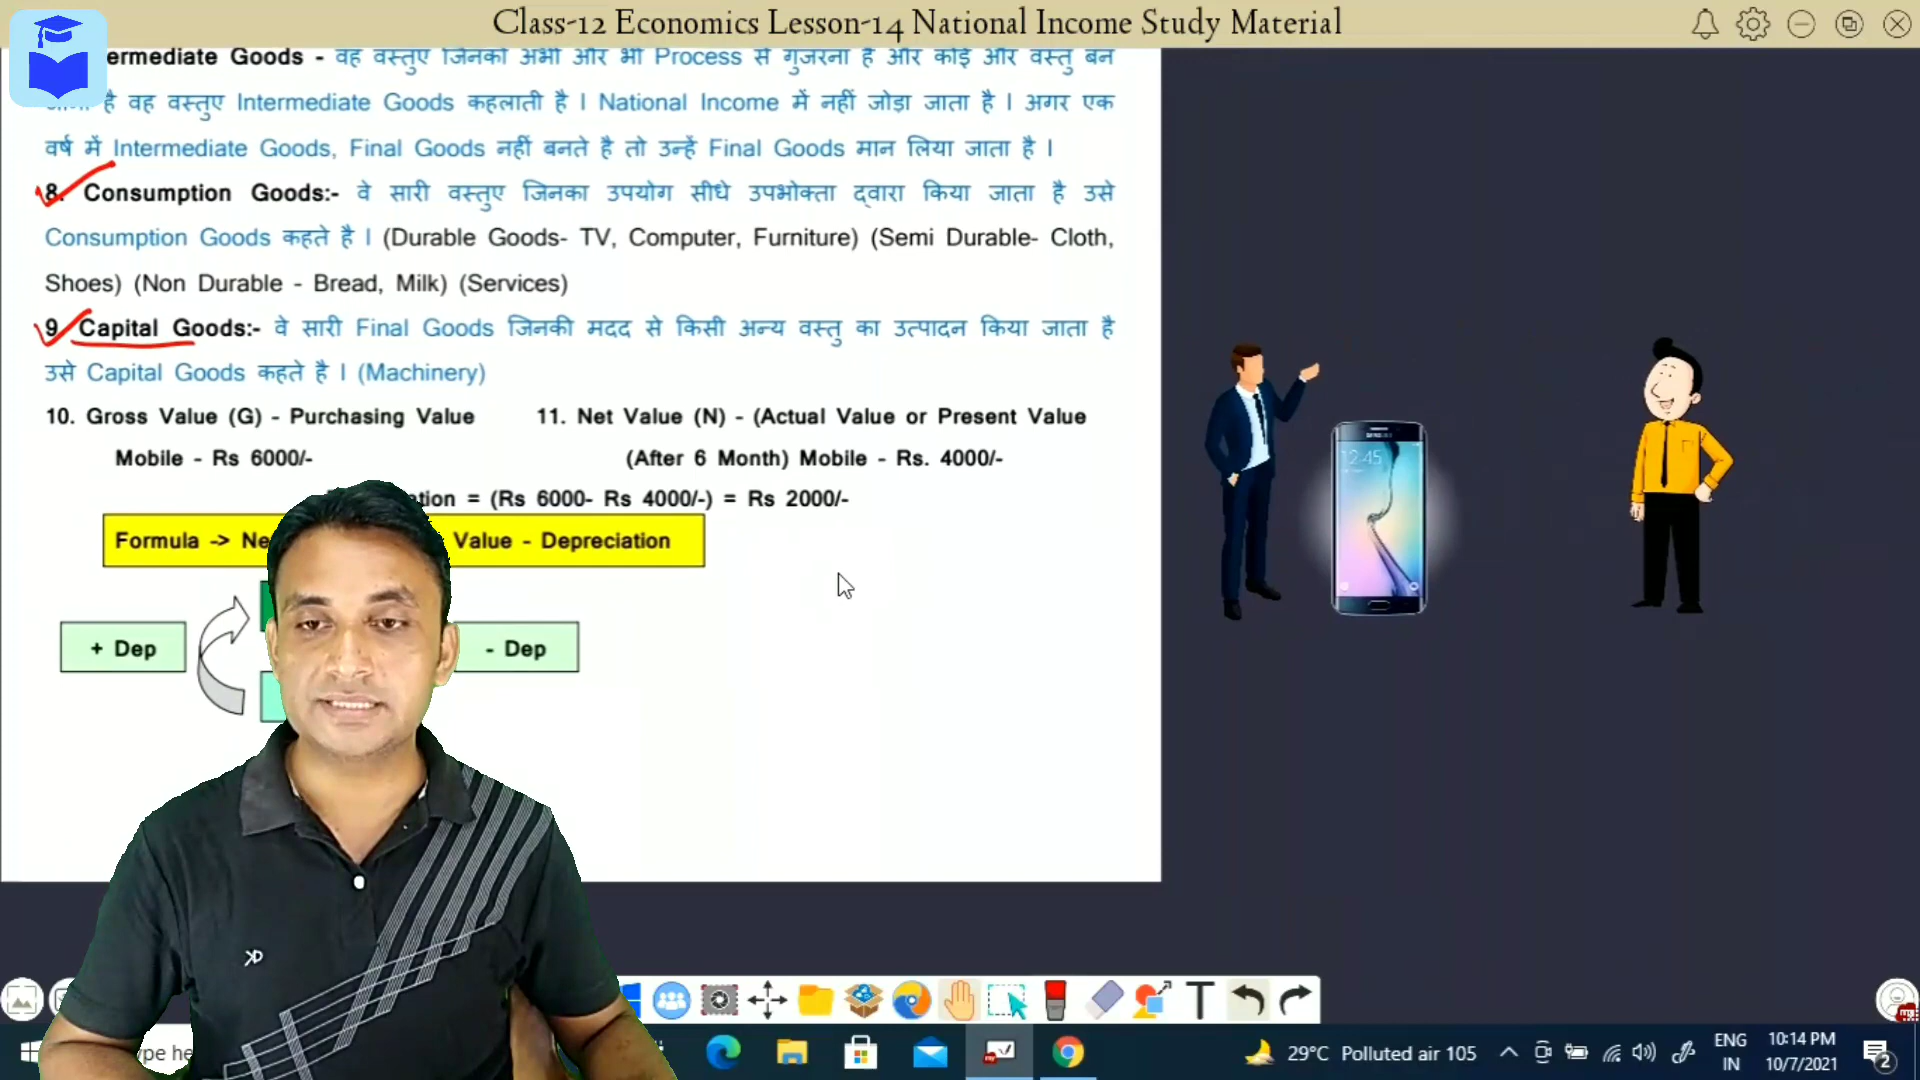 Class-12 Economics Lesson-14 National Income Study Material
ermediate Goods - वह वस्तुए जिनको अभी और भी Process से गुजरना है और कोई और वस्तु बन
है वह वस्तुए Intermediate Goods कहलाती है I National Income में नहीं जोड़ा जाता है I अगर एक
वर्ष में Intermediate Goods, Final Goods नहीं बनते है तो उन्हें Final Goods मान लिया जाता है I
8. Consumption Goods:- वे सारी वस्तुए जिनका उपयोग सीधे उपभोक्ता द्वारा किया जाता है उसे
Consumption Goods कहते है I (Durable Goods- TV, Computer, Furniture) (Semi Durable- Cloth,
Shoes) (Non Durable - Bread, Milk) (Services)
9 Capital Goods:- वे सारी Final Goods जिनकी मदद से किसी अन्य वस्तु का उत्पादन किया जाता है
उसे Capital Goods कहते है I (Machinery)
10. Gross Value (G) - Purchasing Value 11. Net Value (N) - (Actual Value or Present Value
Mobile - Rs 6000/- (After 6 Month) Mobile - Rs. 4000/-
tion = (Rs 6000- Rs 4000/-) = Rs 2000/-
Formula -> Ne Value - Depreciation
+ Dep - Dep
SAMSUNG
12:45
XP
T
ype he
29°C Polluted air 105
ENG
IN
10:14 PM
10/7/2021
2